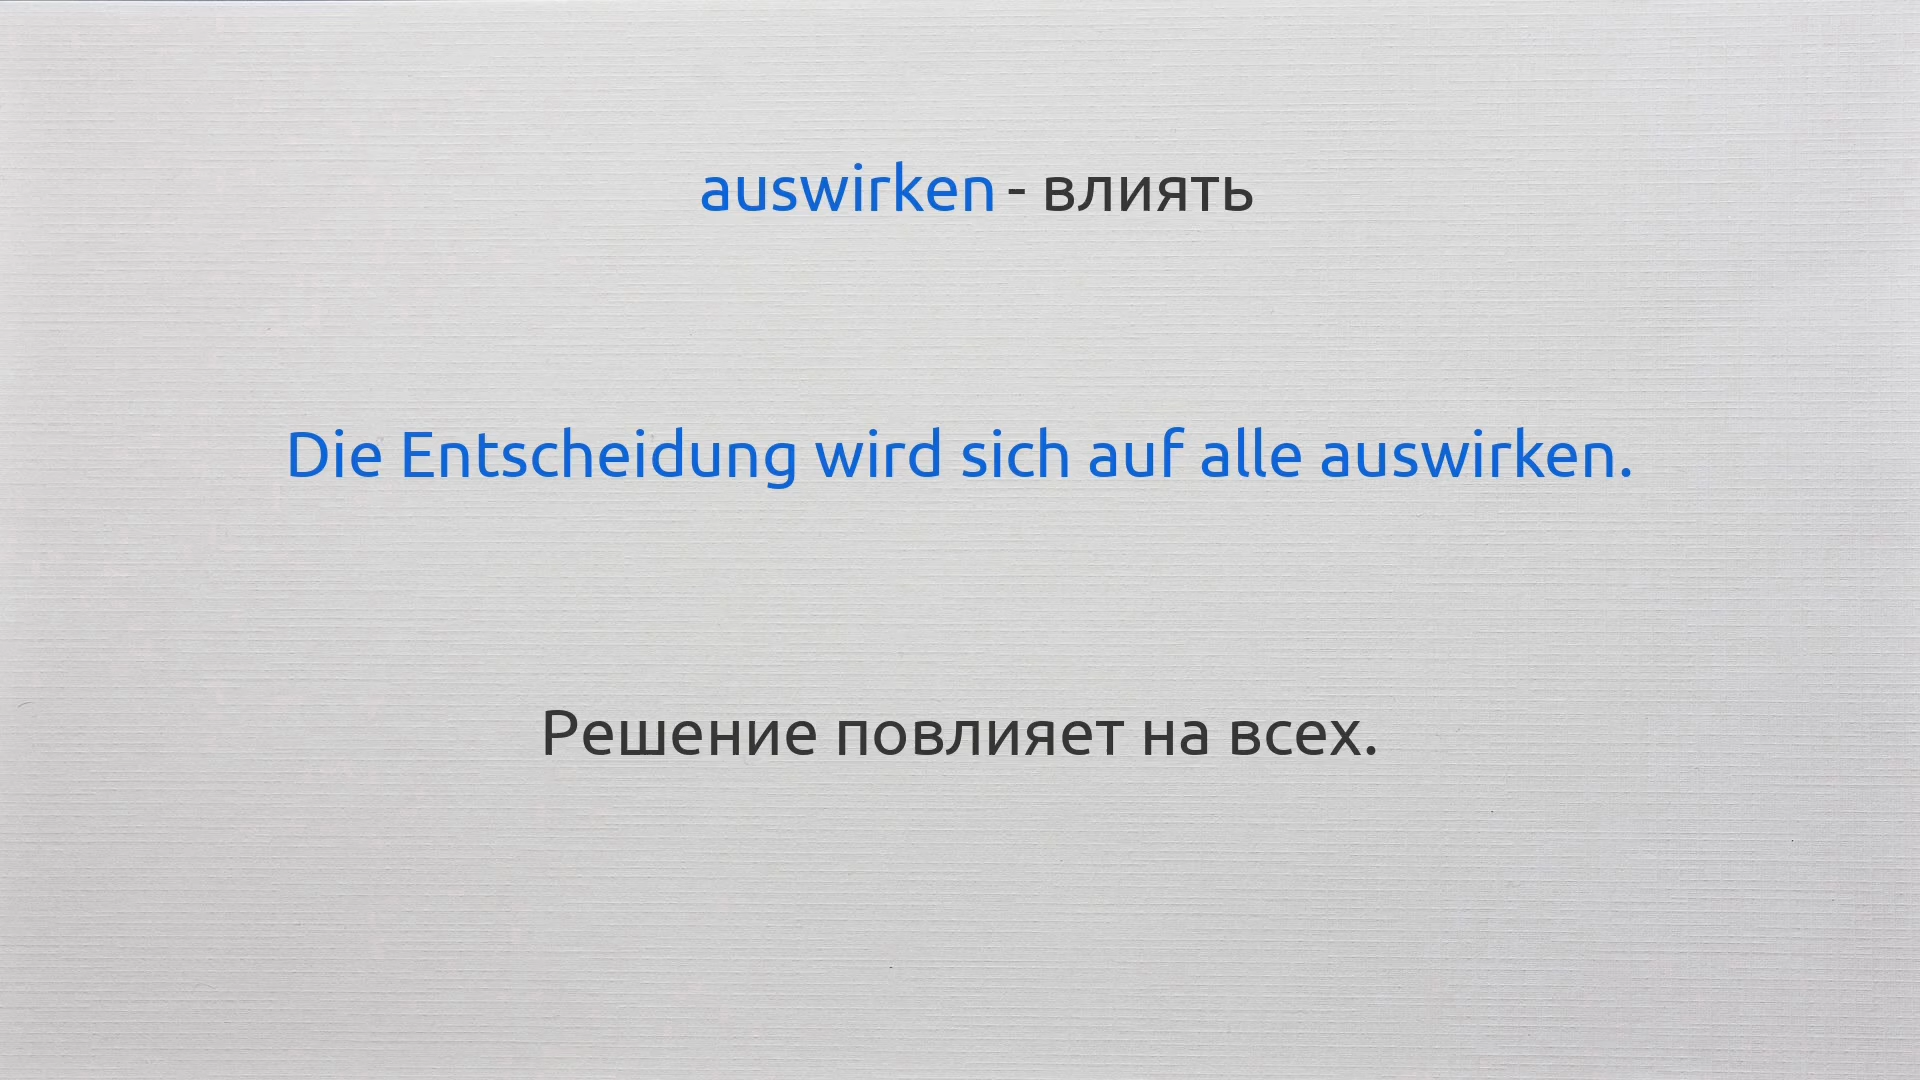 auswirken - влиять
Die Entscheidung wird sich auf alle auswirken.
Решение повлияет на всех.